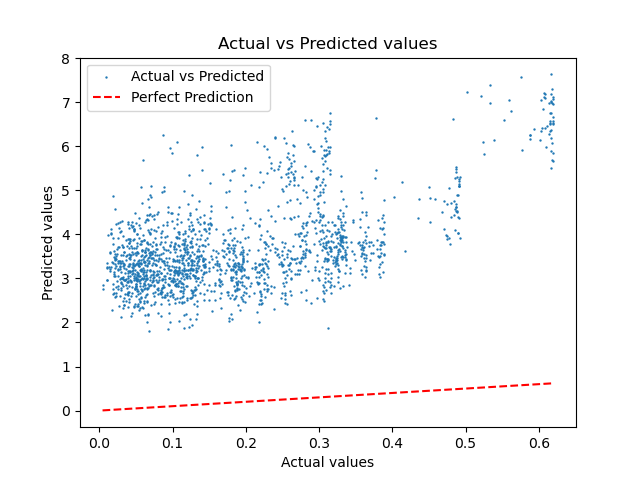 Actual vs Predicted values
Actual vs Predicted
Perfect Prediction
8
7
6
5
4
3
2
1
0
Predicted values
0.0 0.1 0.2 0.3 0.4 0.5 0.6
Actual values